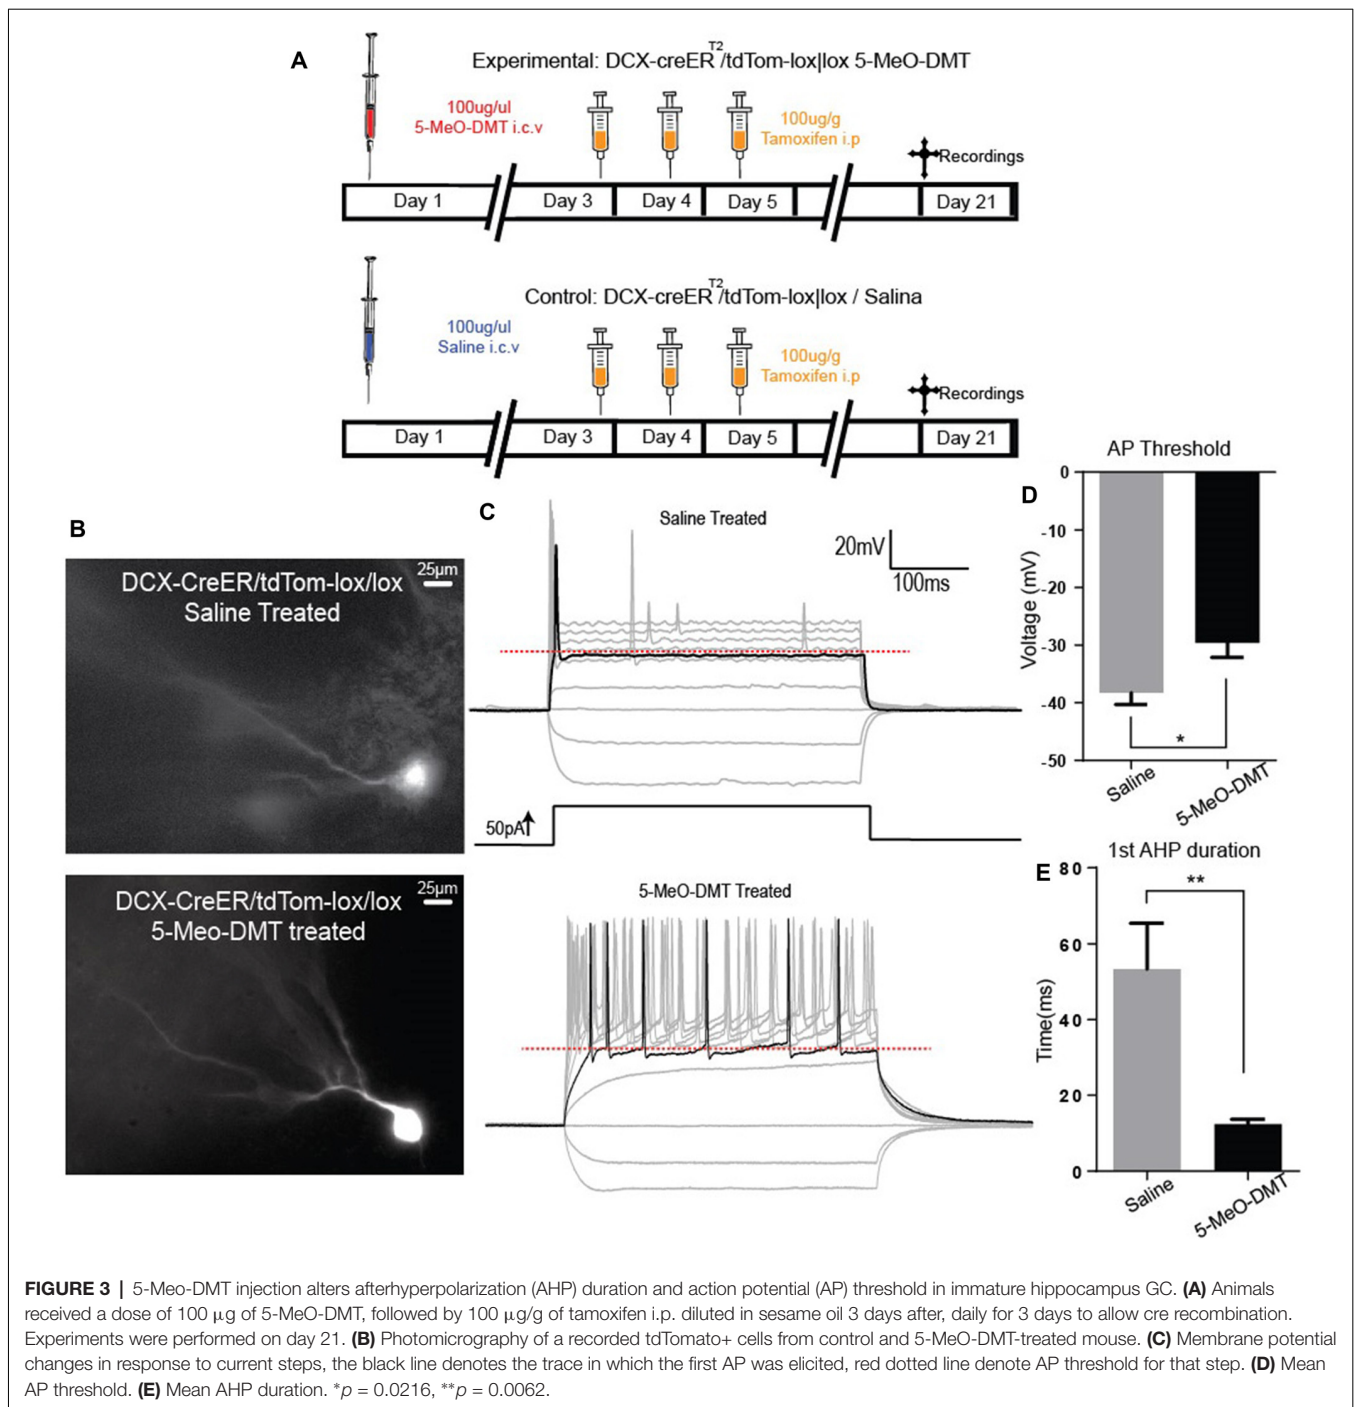 A
Experimental: DCX-creER^T2/tdTom-lox|lox 5-MeO-DMT
100ug/ul
5-MeO-DMT i.c.v
100ug/g
Tamoxifen i.p
Recordings
Day 1
Day 3
Day 4
Day 5
Day 21
Control: DCX-creER^T2/tdTom-lox|lox / Salina
100ug/ul
Saline i.c.v
100ug/g
Tamoxifen i.p
Recordings
Day 1
Day 3
Day 4
Day 5
Day 21
B
DCX-CreER/tdTom-lox/lox
Saline Treated
25µm
DCX-CreER/tdTom-lox/lox
5-Meo-DMT treated
25µm
C
Saline Treated
20mV
100ms
50pA
5-MeO-DMT Treated
D
AP Threshold
Voltage (mV)
0
-10
-20
-30
-40
-50
*
Saline
5-MeO-DMT
E
1st AHP duration
Time(ms)
80
60
40
20
0
**
Saline
5-MeO-DMT
FIGURE 3 | 5-Meo-DMT injection alters afterhyperpolarization (AHP) duration and action potential (AP) threshold in immature hippocampus GC. (A) Animals
received a dose of 100 µg of 5-MeO-DMT, followed by 100 µg/g of tamoxifen i.p. diluted in sesame oil 3 days after, daily for 3 days to allow cre recombination.
Experiments were performed on day 21. (B) Photomicrography of a recorded tdTomato+ cells from control and 5-MeO-DMT-treated mouse. (C) Membrane potential
changes in response to current steps, the black line denotes the trace in which the first AP was elicited, red dotted line denote AP threshold for that step. (D) Mean
AP threshold. (E) Mean AHP duration. *p = 0.0216, **p = 0.0062.